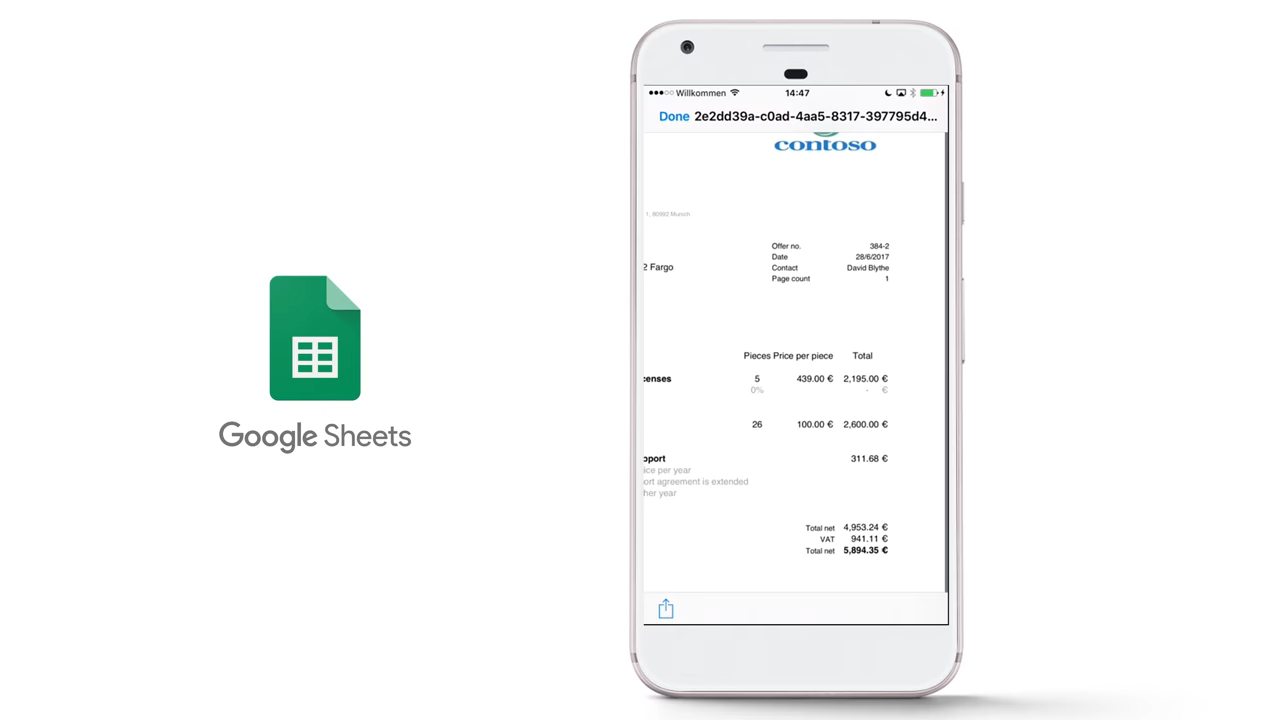 Willkommen 14:47
Done 2e2dd39a-c0ad-4aa5-8317-397795d4...
contoso
1, 80992 Munich
Offer no. 384-2
Date 28/6/2017
2 Fargo
Contact David Blythe
Page count 1
Pieces Price per piece Total
censes 5 439.00 € 2,195.00 €
0% - €
26 100.00 € 2,600.00 €
pport 311.68 €
ice per year
ort agreement is extended
her year
Total net 4,953.24 €
VAT 941.11 €
Total net 5,894.35 €
Google Sheets